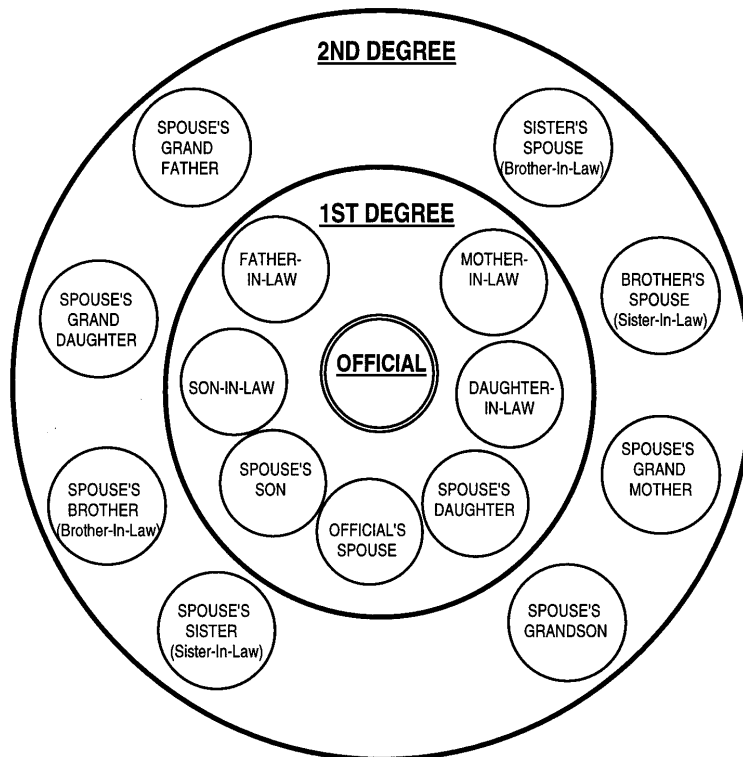 2ND DEGREE
SPOUSE'S
GRAND
FATHER
SISTER'S
SPOUSE
(Brother-In-Law)
1ST DEGREE
FATHER-
IN-LAW
MOTHER-
IN-LAW
SPOUSE'S
GRAND
DAUGHTER
BROTHER'S
SPOUSE
(Sister-In-Law)
OFFICIAL
SON-IN-LAW
DAUGHTER-
IN-LAW
SPOUSE'S
SON
SPOUSE'S
DAUGHTER
OFFICIAL'S
SPOUSE
SPOUSE'S
BROTHER
(Brother-In-Law)
SPOUSE'S
GRAND
MOTHER
SPOUSE'S
SISTER
(Sister-In-Law)
SPOUSE'S
GRANDSON